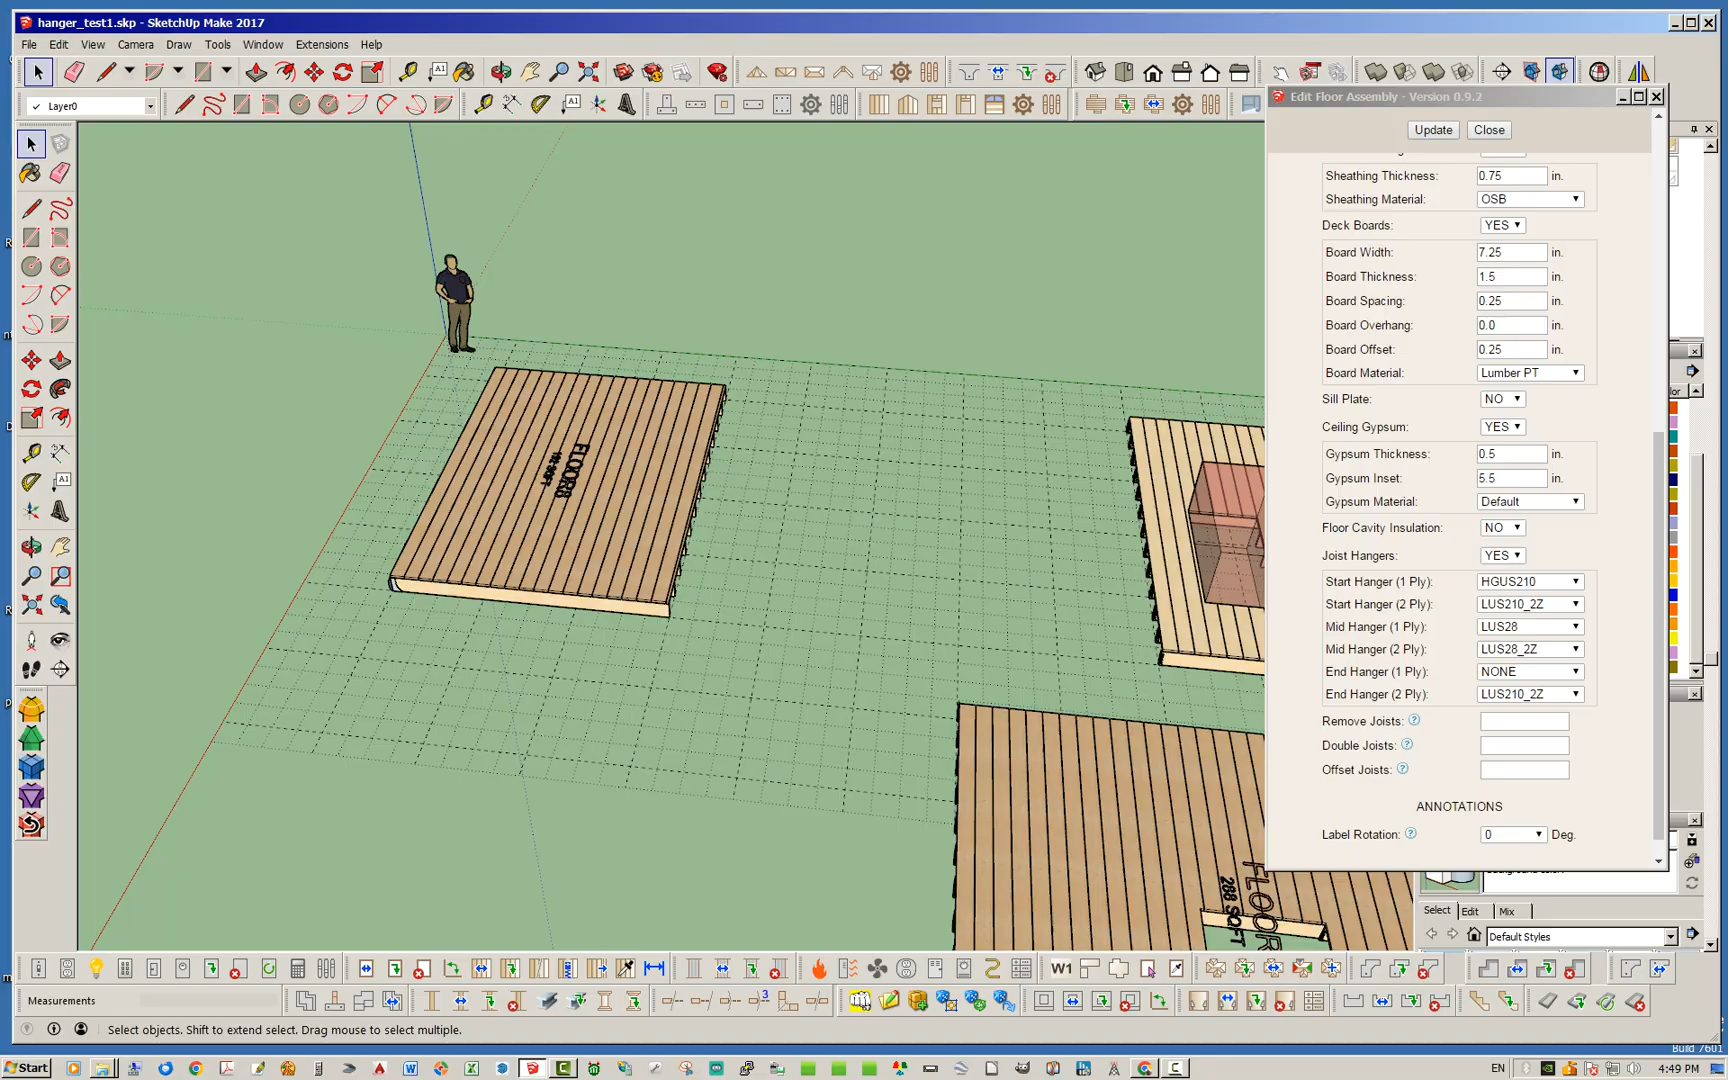 hanger_test1.skp - SketchUp Make 2017
File Edit View Camera Draw Tools Window Extensions Help
Layer0
Edit Floor Assembly - Version 0.9.2
Update Close
Sheathing Thickness: 0.75 in.
Sheathing Material: OSB
Deck Boards: YES
Board Width: 7.25 in.
Board Thickness: 1.5 in.
Board Spacing: 0.25 in.
Board Overhang: 0.0 in.
Board Offset: 0.25 in.
Board Material: Lumber PT
Sill Plate: NO
Ceiling Gypsum: YES
Gypsum Thickness: 0.5 in.
Gypsum Inset: 5.5 in.
Gypsum Material: Default
Floor Cavity Insulation: NO
Joist Hangers: YES
Start Hanger (1 Ply): HGUS210
Start Hanger (2 Ply): LUS210_2Z
Mid Hanger (1 Ply): LUS28
Mid Hanger (2 Ply): LUS28_2Z
End Hanger (1 Ply): NONE
End Hanger (2 Ply): LUS210_2Z
Remove Joists:
Double Joists:
Offset Joists:
ANNOTATIONS
Label Rotation: 0 Deg.
288 SQFT
Select Edit Mix
Default Styles
W1
Measurements
Select objects. Shift to extend select. Drag mouse to select multiple.
Build 7601
Start
EN
4:49 PM